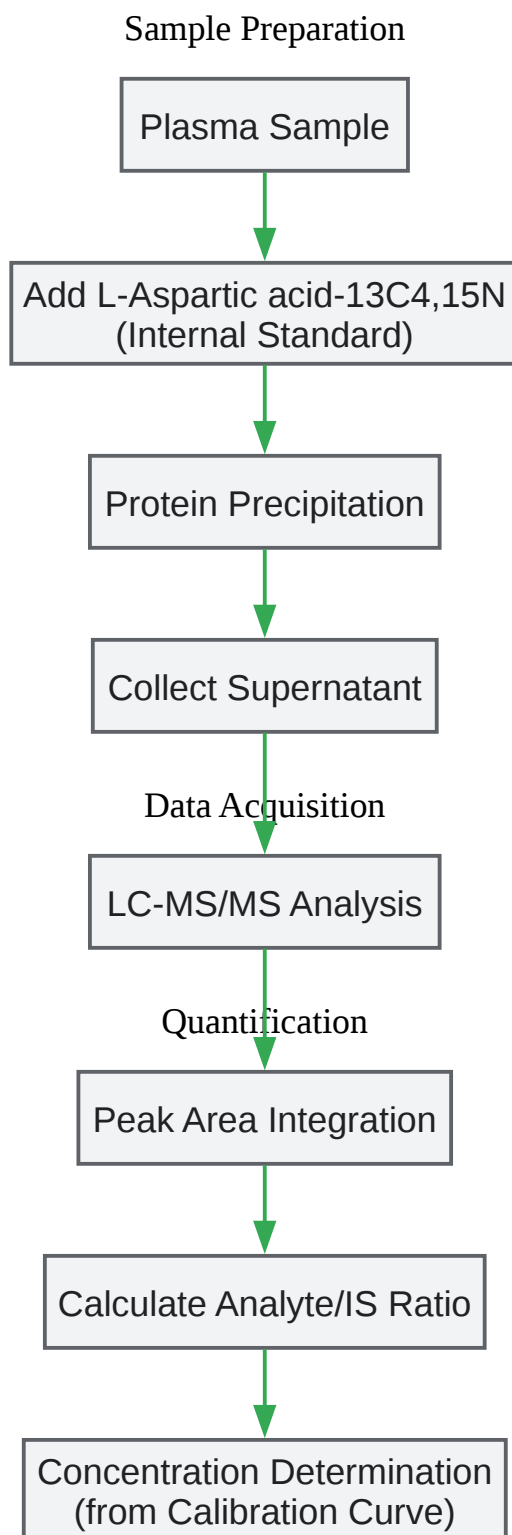 Sample Preparation
Plasma Sample
Add L-Aspartic acid-13C4,15N
(Internal Standard)
Protein Precipitation
Collect Supernatant
Data Acquisition
LC-MS/MS Analysis
Quantification
Peak Area Integration
Calculate Analyte/IS Ratio
Concentration Determination
(from Calibration Curve)